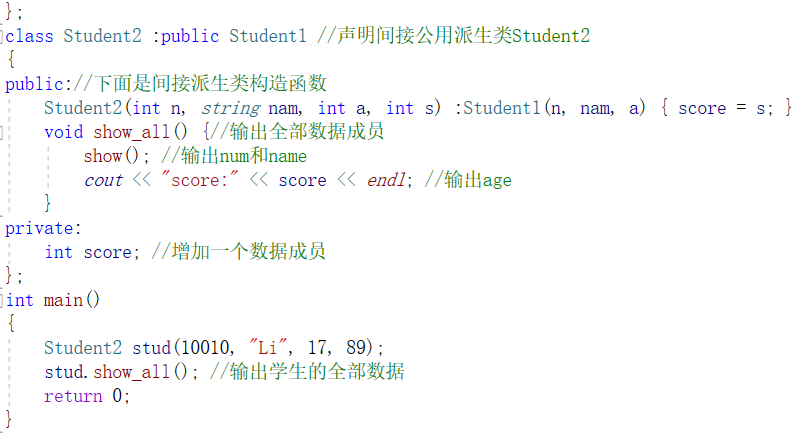 };
class Student2 :public Student1 //声明间接公用派生类Student2
{
public://下面是间接派生类构造函数
    Student2(int n, string nam, int a, int s) :Student1(n, nam, a) { score = s; }
    void show_all() {//输出全部数据成员
        show(); //输出num和name
        cout << "score:" << score << endl; //输出age
    }
private:
    int score; //增加一个数据成员
};
int main()
{
    Student2 stud(10010, "Li", 17, 89);
    stud.show_all(); //输出学生的全部数据
    return 0;
}